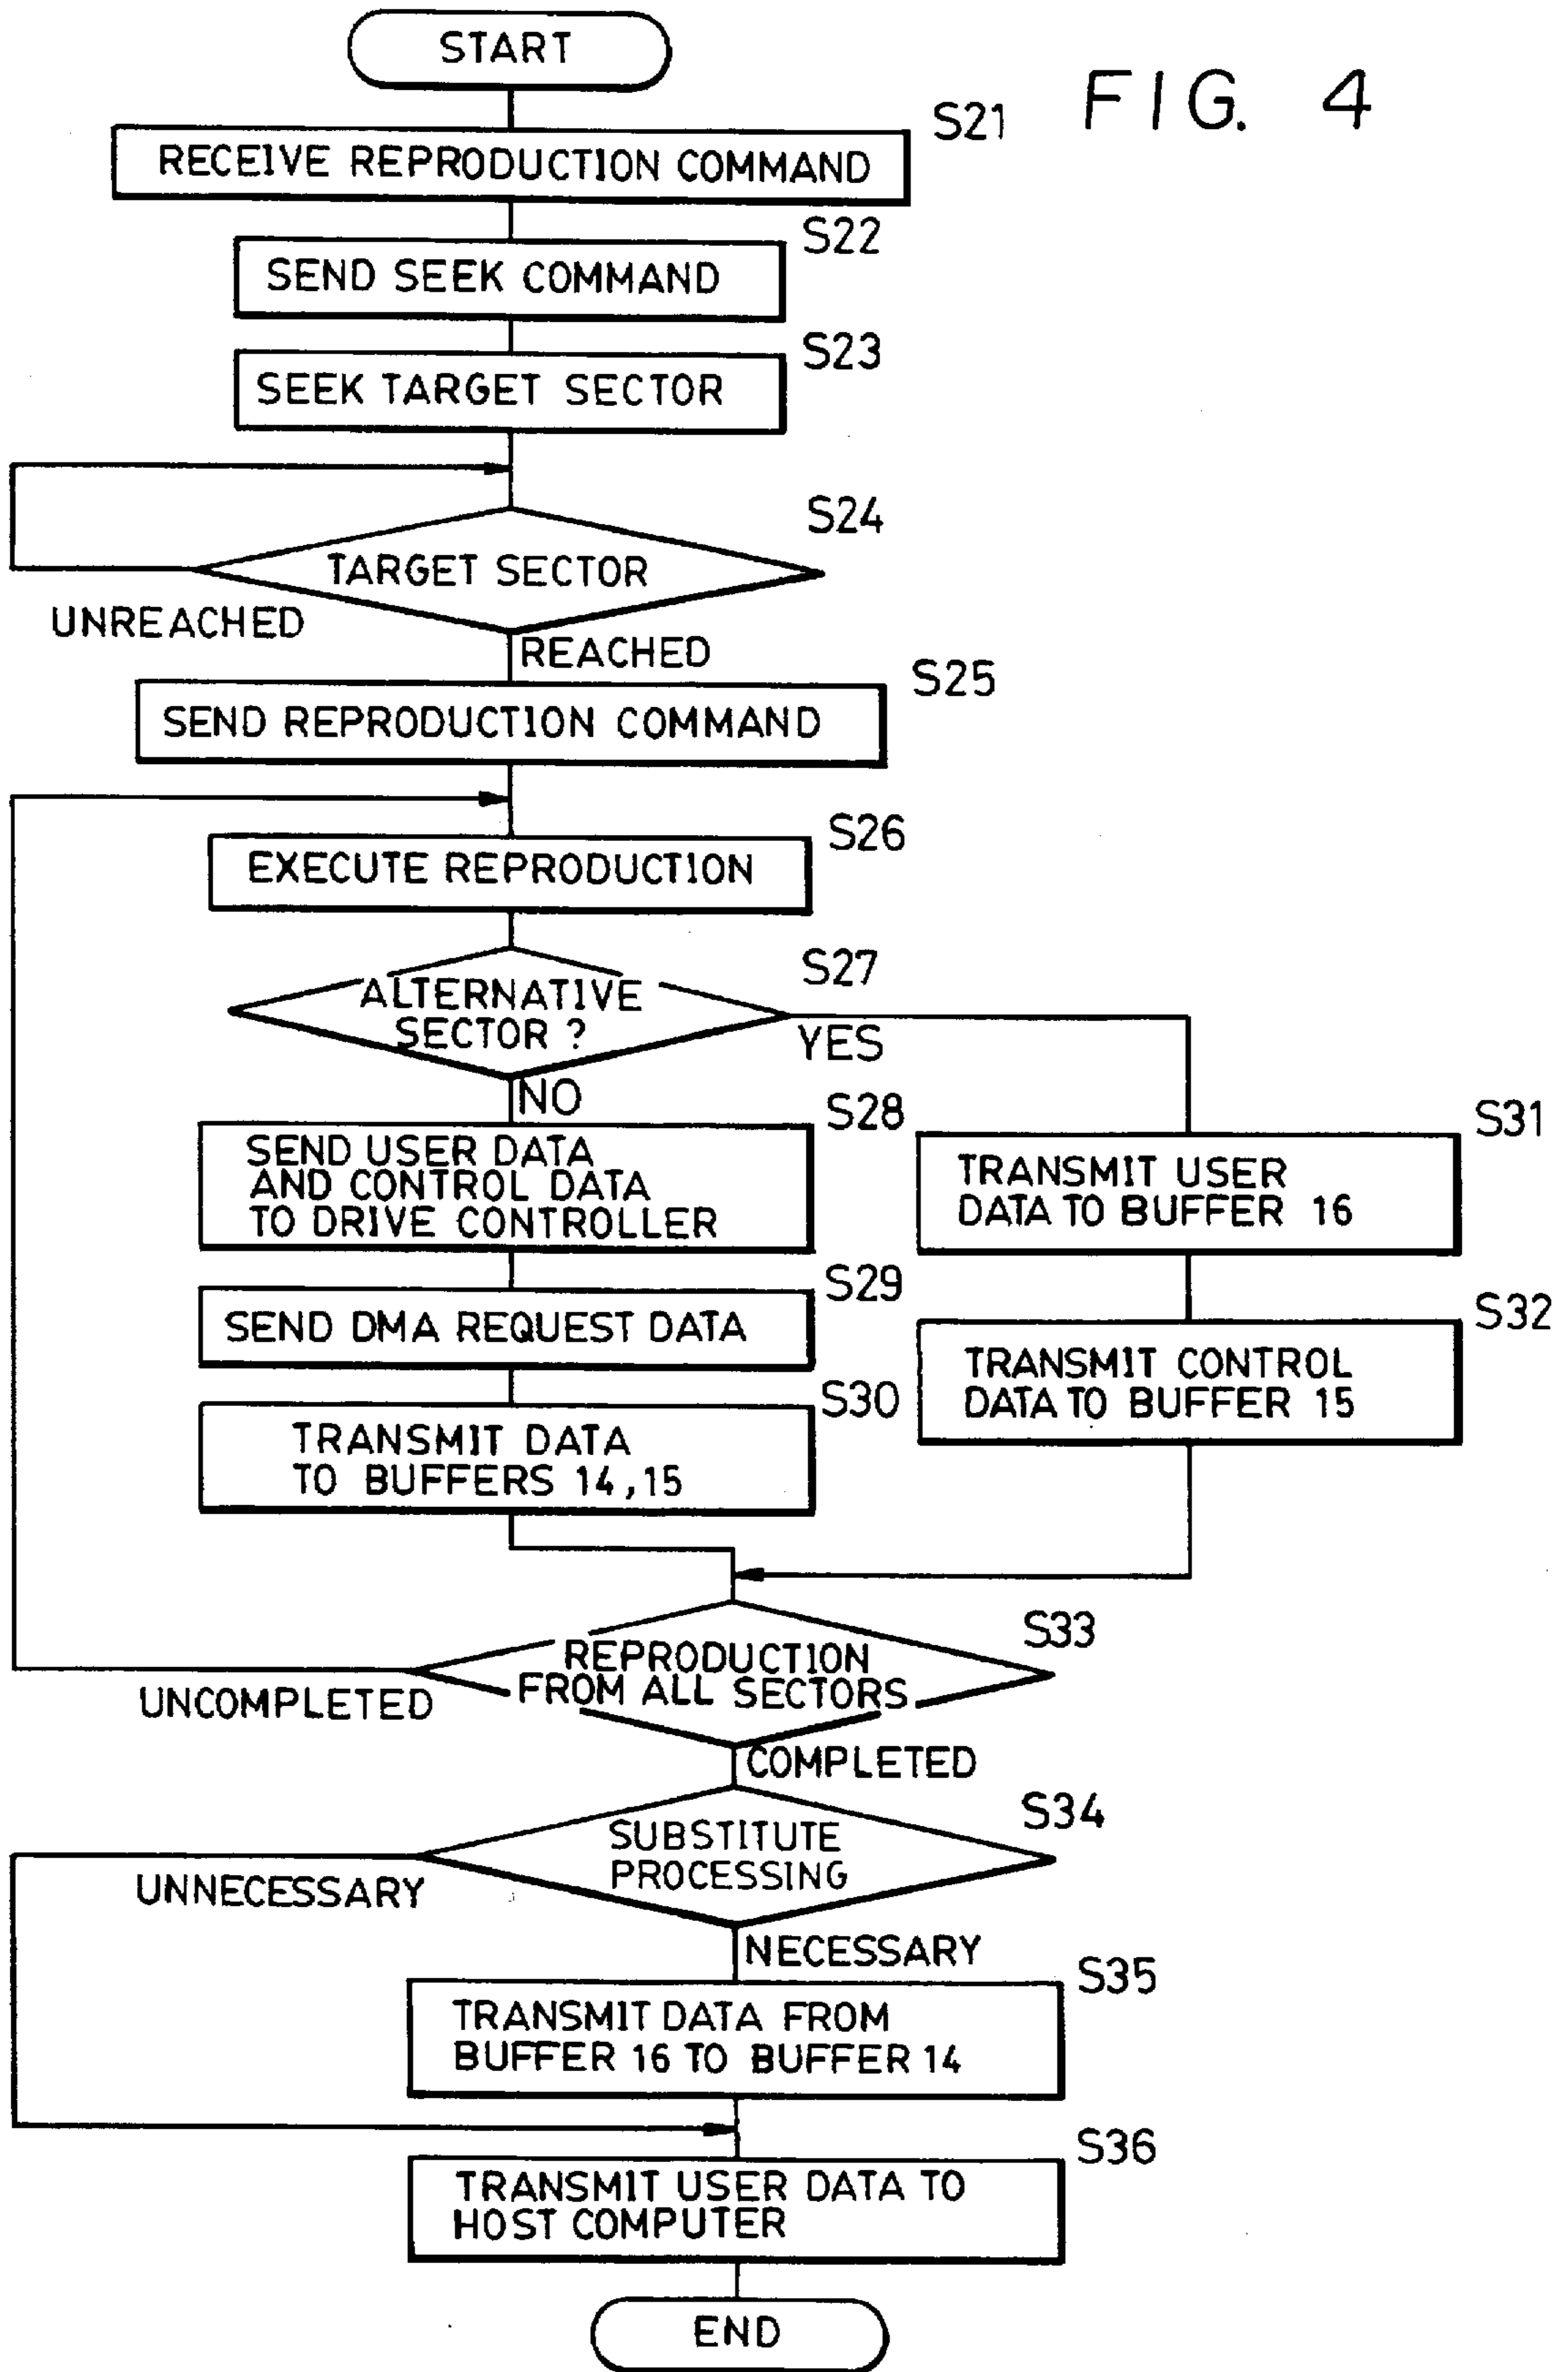 START
FIG. 4
S21
RECEIVE REPRODUCTION COMMAND
S22
SEND SEEK COMMAND
S23
SEEK TARGET SECTOR
S24
TARGET SECTOR
UNREACHED
REACHED
S25
SEND REPRODUCTION COMMAND
S26
EXECUTE REPRODUCTION
S27
ALTERNATIVE
SECTOR ?
YES
NO
S28
SEND USER DATA
AND CONTROL DATA
TO DRIVE CONTROLLER
S31
TRANSMIT USER
DATA TO BUFFER 16
S29
SEND DMA REQUEST DATA
S32
TRANSMIT CONTROL
DATA TO BUFFER 15
S30
TRANSMIT DATA
TO BUFFERS 14,15
S33
REPRODUCTION
FROM ALL SECTORS
UNCOMPLETED
COMPLETED
S34
SUBSTITUTE
PROCESSING
UNNECESSARY
NECESSARY
S35
TRANSMIT DATA FROM
BUFFER 16 TO BUFFER 14
S36
TRANSMIT USER DATA TO
HOST COMPUTER
END